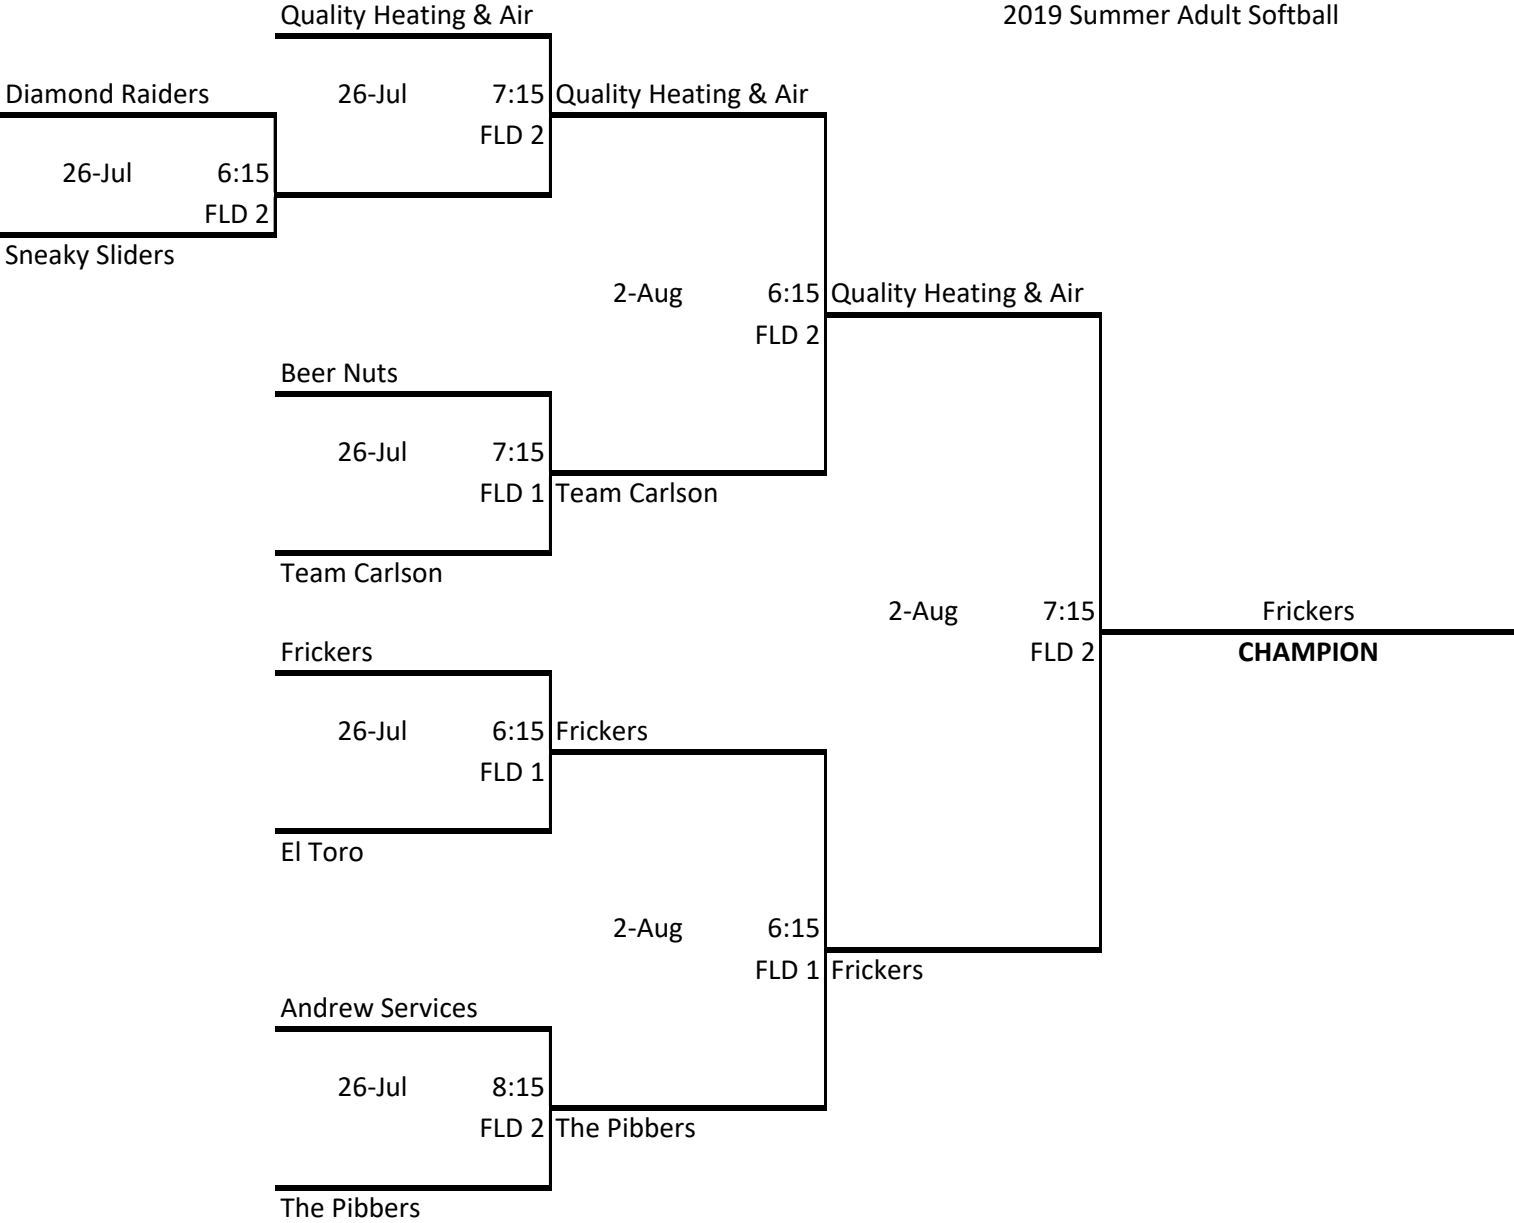 Quality Heating & Air
2019 Summer Adult Softball
Diamond Raiders
26-Jul 7:15 Quality Heating & Air
FLD 2
26-Jul 6:15
FLD 2
Sneaky Sliders
2-Aug 6:15 Quality Heating & Air
FLD 2
Beer Nuts
26-Jul 7:15
FLD 1 Team Carlson
Team Carlson
2-Aug 7:15 Frickers
Frickers
FLD 2 CHAMPION
26-Jul 6:15 Frickers
FLD 1
El Toro
2-Aug 6:15
FLD 1 Frickers
Andrew Services
26-Jul 8:15
FLD 2 The Pibbers
The Pibbers